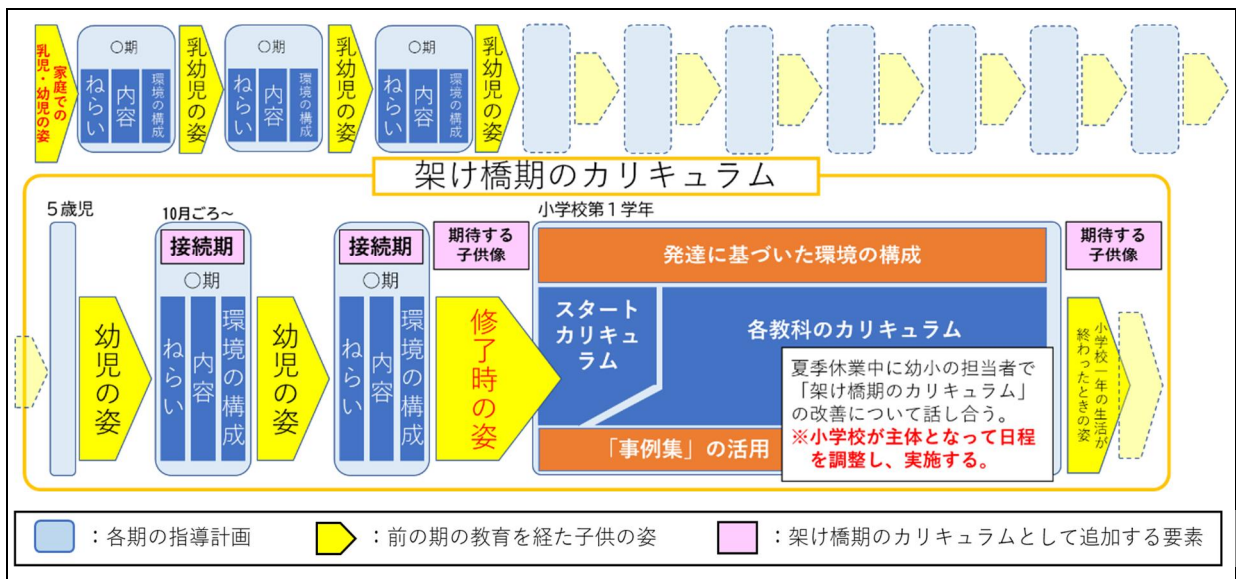 家庭での
乳児・幼児の姿
〇期
ねらい
内容
環境の構成
乳幼児の姿
〇期
ねらい
内容
環境の構成
乳幼児の姿
〇期
ねらい
内容
環境の構成
乳幼児の姿
架け橋期のカリキュラム
5歳児
幼児の姿
10月ごろ~
接続期
〇期
ねらい
内容
環境の構成
幼児の姿
接続期
〇期
ねらい
内容
環境の構成
期待する
子供像
修了時の姿
小学校第1学年
発達に基づいた環境の構成
スタート
カリキュ
ラム
各教科のカリキュラム
「事例集」の活用
夏季休業中に幼小の担当者で
「架け橋期のカリキュラム」
の改善について話し合う。
※小学校が主体となって日程
を調整し、実施する。
期待する
子供像
小学校一年の生活が
終わったときの姿
:各期の指導計画
:前の期の教育を経た子供の姿
:架け橋期のカリキュラムとして追加する要素